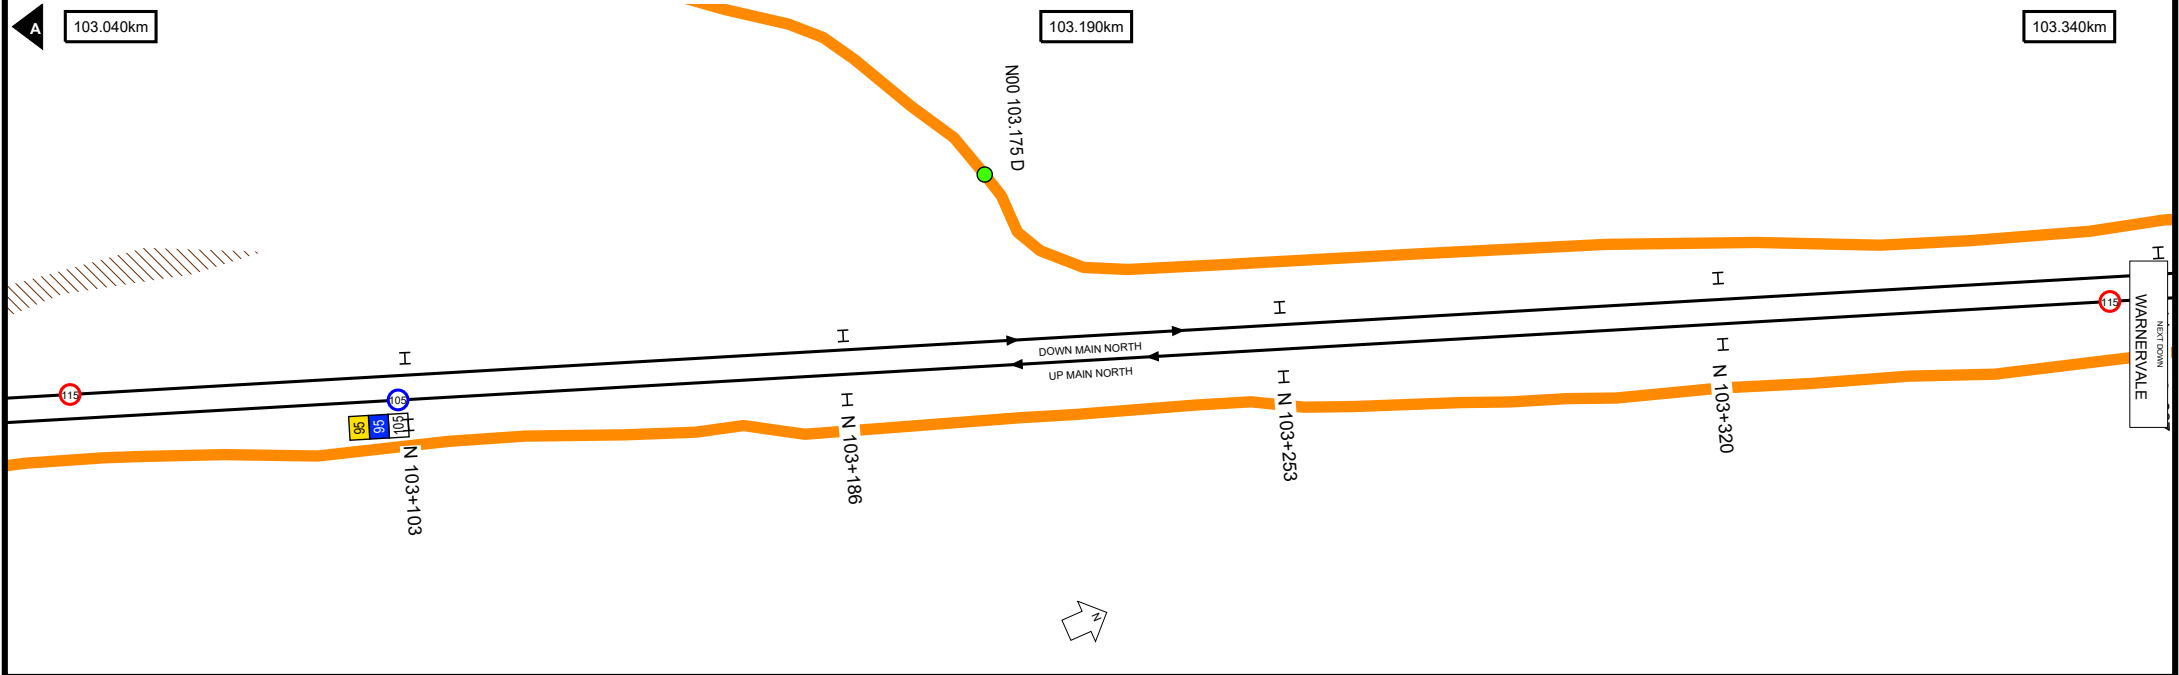 A
103.040km
103.190km
103.340km
N00 103.175 D
H
H
H
H
H
115
DOWN MAIN NORTH
UP MAIN NORTH
115
WARNERVALE
NEXT DOWN
105
95
95
105
H
N 103+103
H
N 103+186
H
N 103+253
H
N 103+320
N